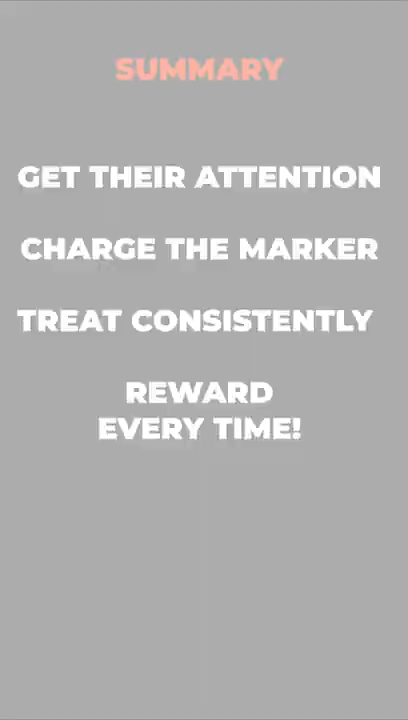 SUMMARY
GET THEIR ATTENTION
CHARGE THE MARKER
TREAT CONSISTENTLY
REWARD
EVERY TIME!